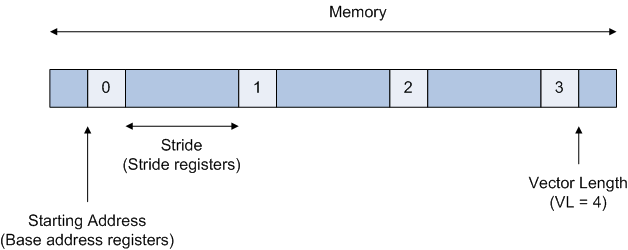 Memory
0 1 2 3
Stride
(Stride registers)
Vector Length
(VL = 4)
Starting Address
(Base address registers)